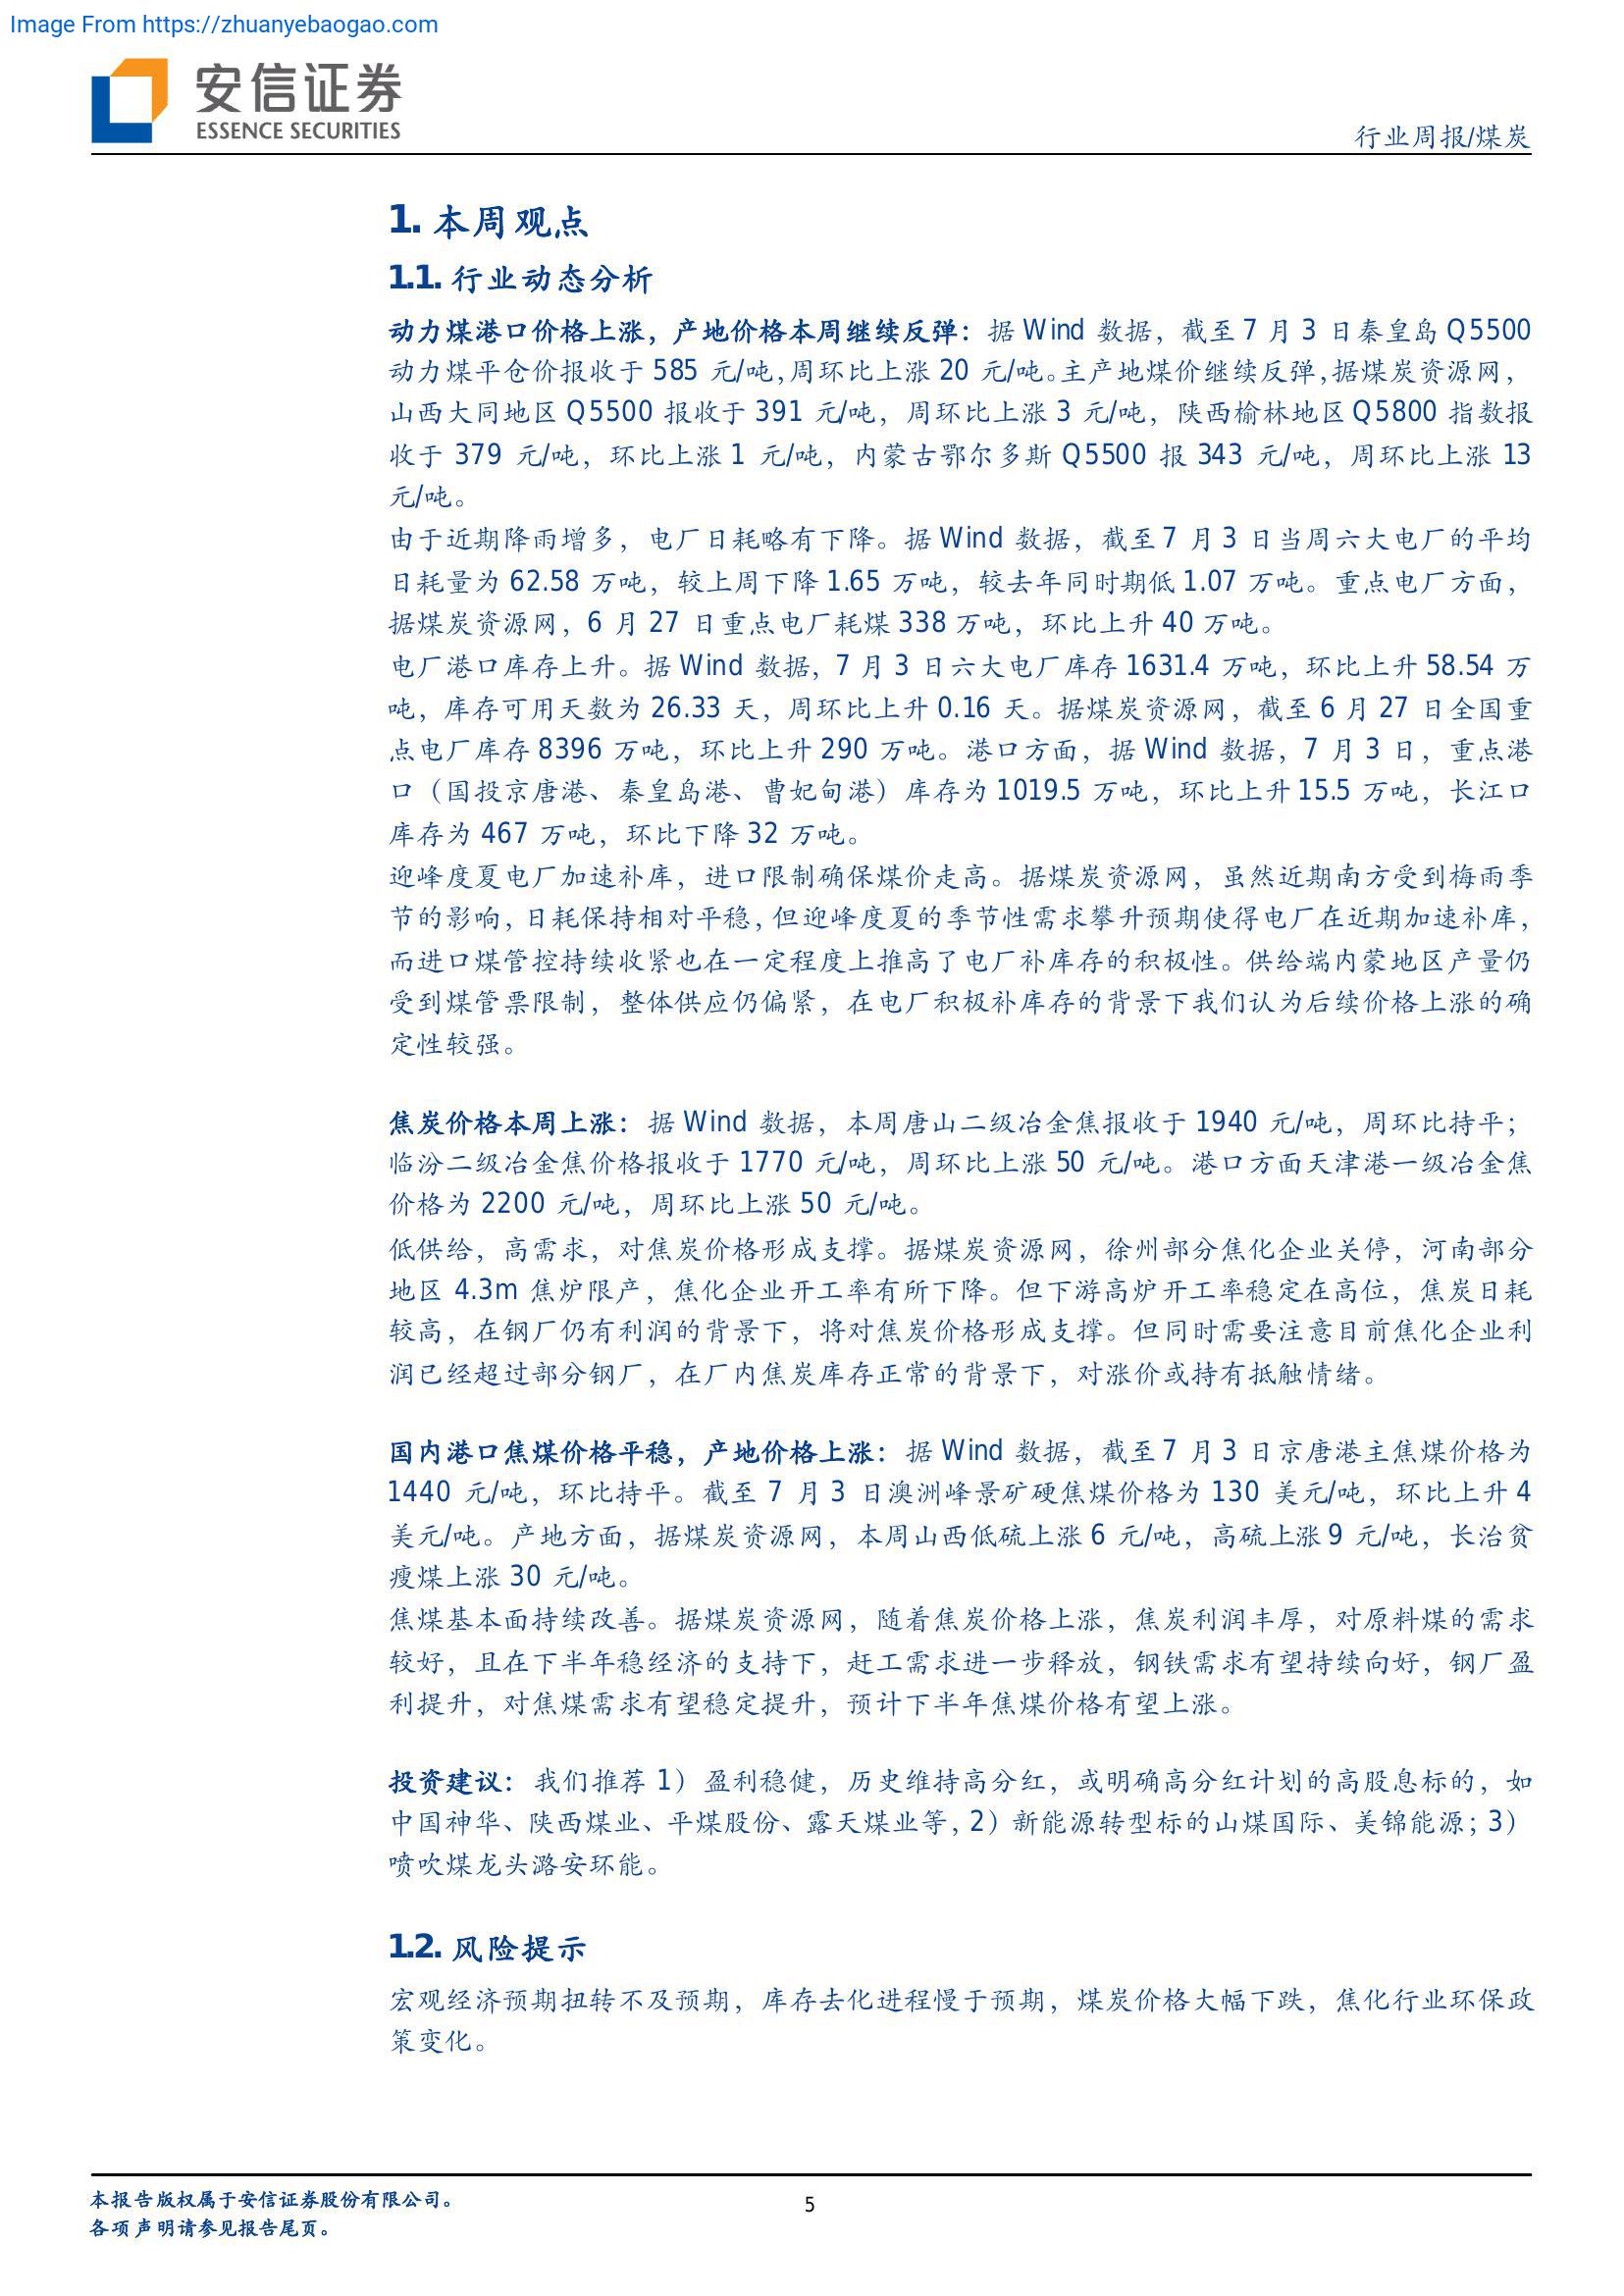 Image From https://zhuanyebaogao.com
安信证券
ESSENCE SECURITIES
行业周报/煤炭
1. 本周观点
1.1. 行业动态分析
动力煤港口价格上涨，产地价格本周继续反弹：据 Wind 数据，截至 7 月 3 日秦皇岛 Q5500
动力煤平仓价报收于 585 元/吨，周环比上涨 20 元/吨。主产地煤价继续反弹，据煤炭资源网，
山西大同地区 Q5500 报收于 391 元/吨，周环比上涨 3 元/吨，陕西榆林地区 Q5800 指数报
收于 379 元/吨，环比上涨 1 元/吨，内蒙古鄂尔多斯 Q5500 报 343 元/吨，周环比上涨 13
元/吨。
由于近期降雨增多，电厂日耗略有下降。据 Wind 数据，截至 7 月 3 日当周六大电厂的平均
日耗量为 62.58 万吨，较上周下降 1.65 万吨，较去年同时期低 1.07 万吨。重点电厂方面，
据煤炭资源网，6 月 27 日重点电厂耗煤 338 万吨，环比上升 40 万吨。
电厂港口库存上升。据 Wind 数据，7 月 3 日六大电厂库存 1631.4 万吨，环比上升 58.54 万
吨，库存可用天数为 26.33 天，周环比上升 0.16 天。据煤炭资源网，截至 6 月 27 日全国重
点电厂库存 8396 万吨，环比上升 290 万吨。港口方面，据 Wind 数据，7 月 3 日，重点港
口（国投京唐港、秦皇岛港、曹妃甸港）库存为 1019.5 万吨，环比上升 15.5 万吨，长江口
库存为 467 万吨，环比下降 32 万吨。
迎峰度夏电厂加速补库，进口限制确保煤价走高。据煤炭资源网，虽然近期南方受到梅雨季
节的影响，日耗保持相对平稳，但迎峰度夏的季节性需求攀升预期使得电厂在近期加速补库，
而进口煤管控持续收紧也在一定程度上推高了电厂补库存的积极性。供给端内蒙地区产量仍
受到煤管票限制，整体供应仍偏紧，在电厂积极补库存的背景下我们认为后续价格上涨的确
定性较强。
焦炭价格本周上涨：据 Wind 数据，本周唐山二级冶金焦报收于 1940 元/吨，周环比持平；
临汾二级冶金焦价格报收于 1770 元/吨，周环比上涨 50 元/吨。港口方面天津港一级冶金焦
价格为 2200 元/吨，周环比上涨 50 元/吨。
低供给，高需求，对焦炭价格形成支撑。据煤炭资源网，徐州部分焦化企业关停，河南部分
地区 4.3m 焦炉限产，焦化企业开工率有所下降。但下游高炉开工率稳定在高位，焦炭日耗
较高，在钢厂仍有利润的背景下，将对焦炭价格形成支撑。但同时需要注意目前焦化企业利
润已经超过部分钢厂，在厂内焦炭库存正常的背景下，对涨价或持有抵触情绪。
国内港口焦煤价格平稳，产地价格上涨：据 Wind 数据，截至 7 月 3 日京唐港主焦煤价格为
1440 元/吨，环比持平。截至 7 月 3 日澳洲峰景矿硬焦煤价格为 130 美元/吨，环比上升 4
美元/吨。产地方面，据煤炭资源网，本周山西低硫上涨 6 元/吨，高硫上涨 9 元/吨，长治贫
瘦煤上涨 30 元/吨。
焦煤基本面持续改善。据煤炭资源网，随着焦炭价格上涨，焦炭利润丰厚，对原料煤的需求
较好，且在下半年稳经济的支持下，赶工需求进一步释放，钢铁需求有望持续向好，钢厂盈
利提升，对焦煤需求有望稳定提升，预计下半年焦煤价格有望上涨。
投资建议：我们推荐 1）盈利稳健，历史维持高分红，或明确高分红计划的高股息标的，如
中国神华、陕西煤业、平煤股份、露天煤业等，2）新能源转型标的山煤国际、美锦能源；3）
喷吹煤龙头潞安环能。
1.2. 风险提示
宏观经济预期扭转不及预期，库存去化进程慢于预期，煤炭价格大幅下跌，焦化行业环保政
策变化。
本报告版权属于安信证券股份有限公司。
5
各项声明请参见报告尾页。